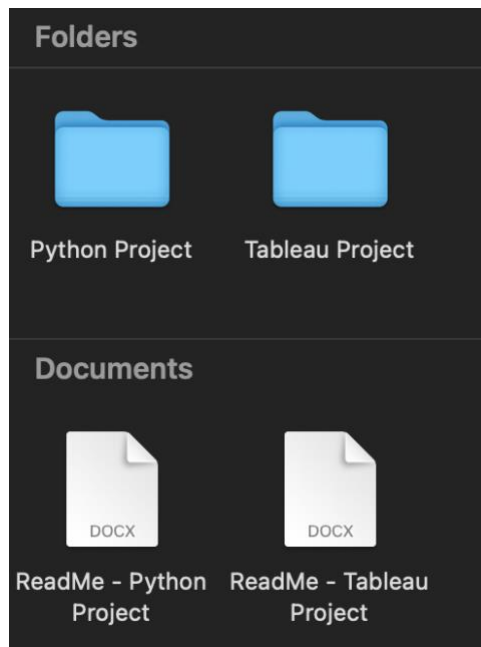 Folders
Python Project
Tableau Project
Documents
DOCX
DOCX
ReadMe - Python
Project
ReadMe - Tableau
Project